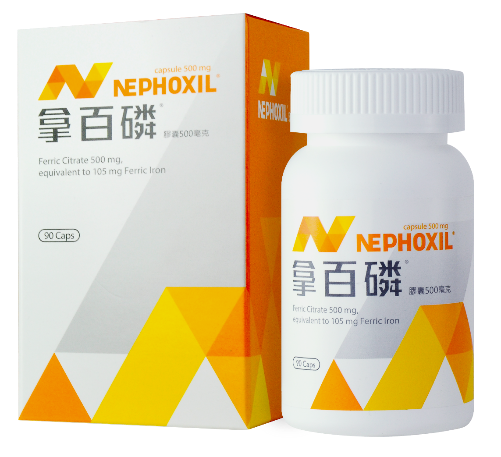 capsule 500 mg
NEPHOXIL®
拿百磷®
膠囊500毫克
Ferric Citrate 500 mg,
equivalent to 105 mg Ferric Iron
90 Caps
NEPHOXIL
capsule 500 mg
NEPHOXIL®
拿百磷®
膠囊500毫克
Ferric Citrate 500 mg,
equivalent to 105 mg Ferric Iron
90 Caps